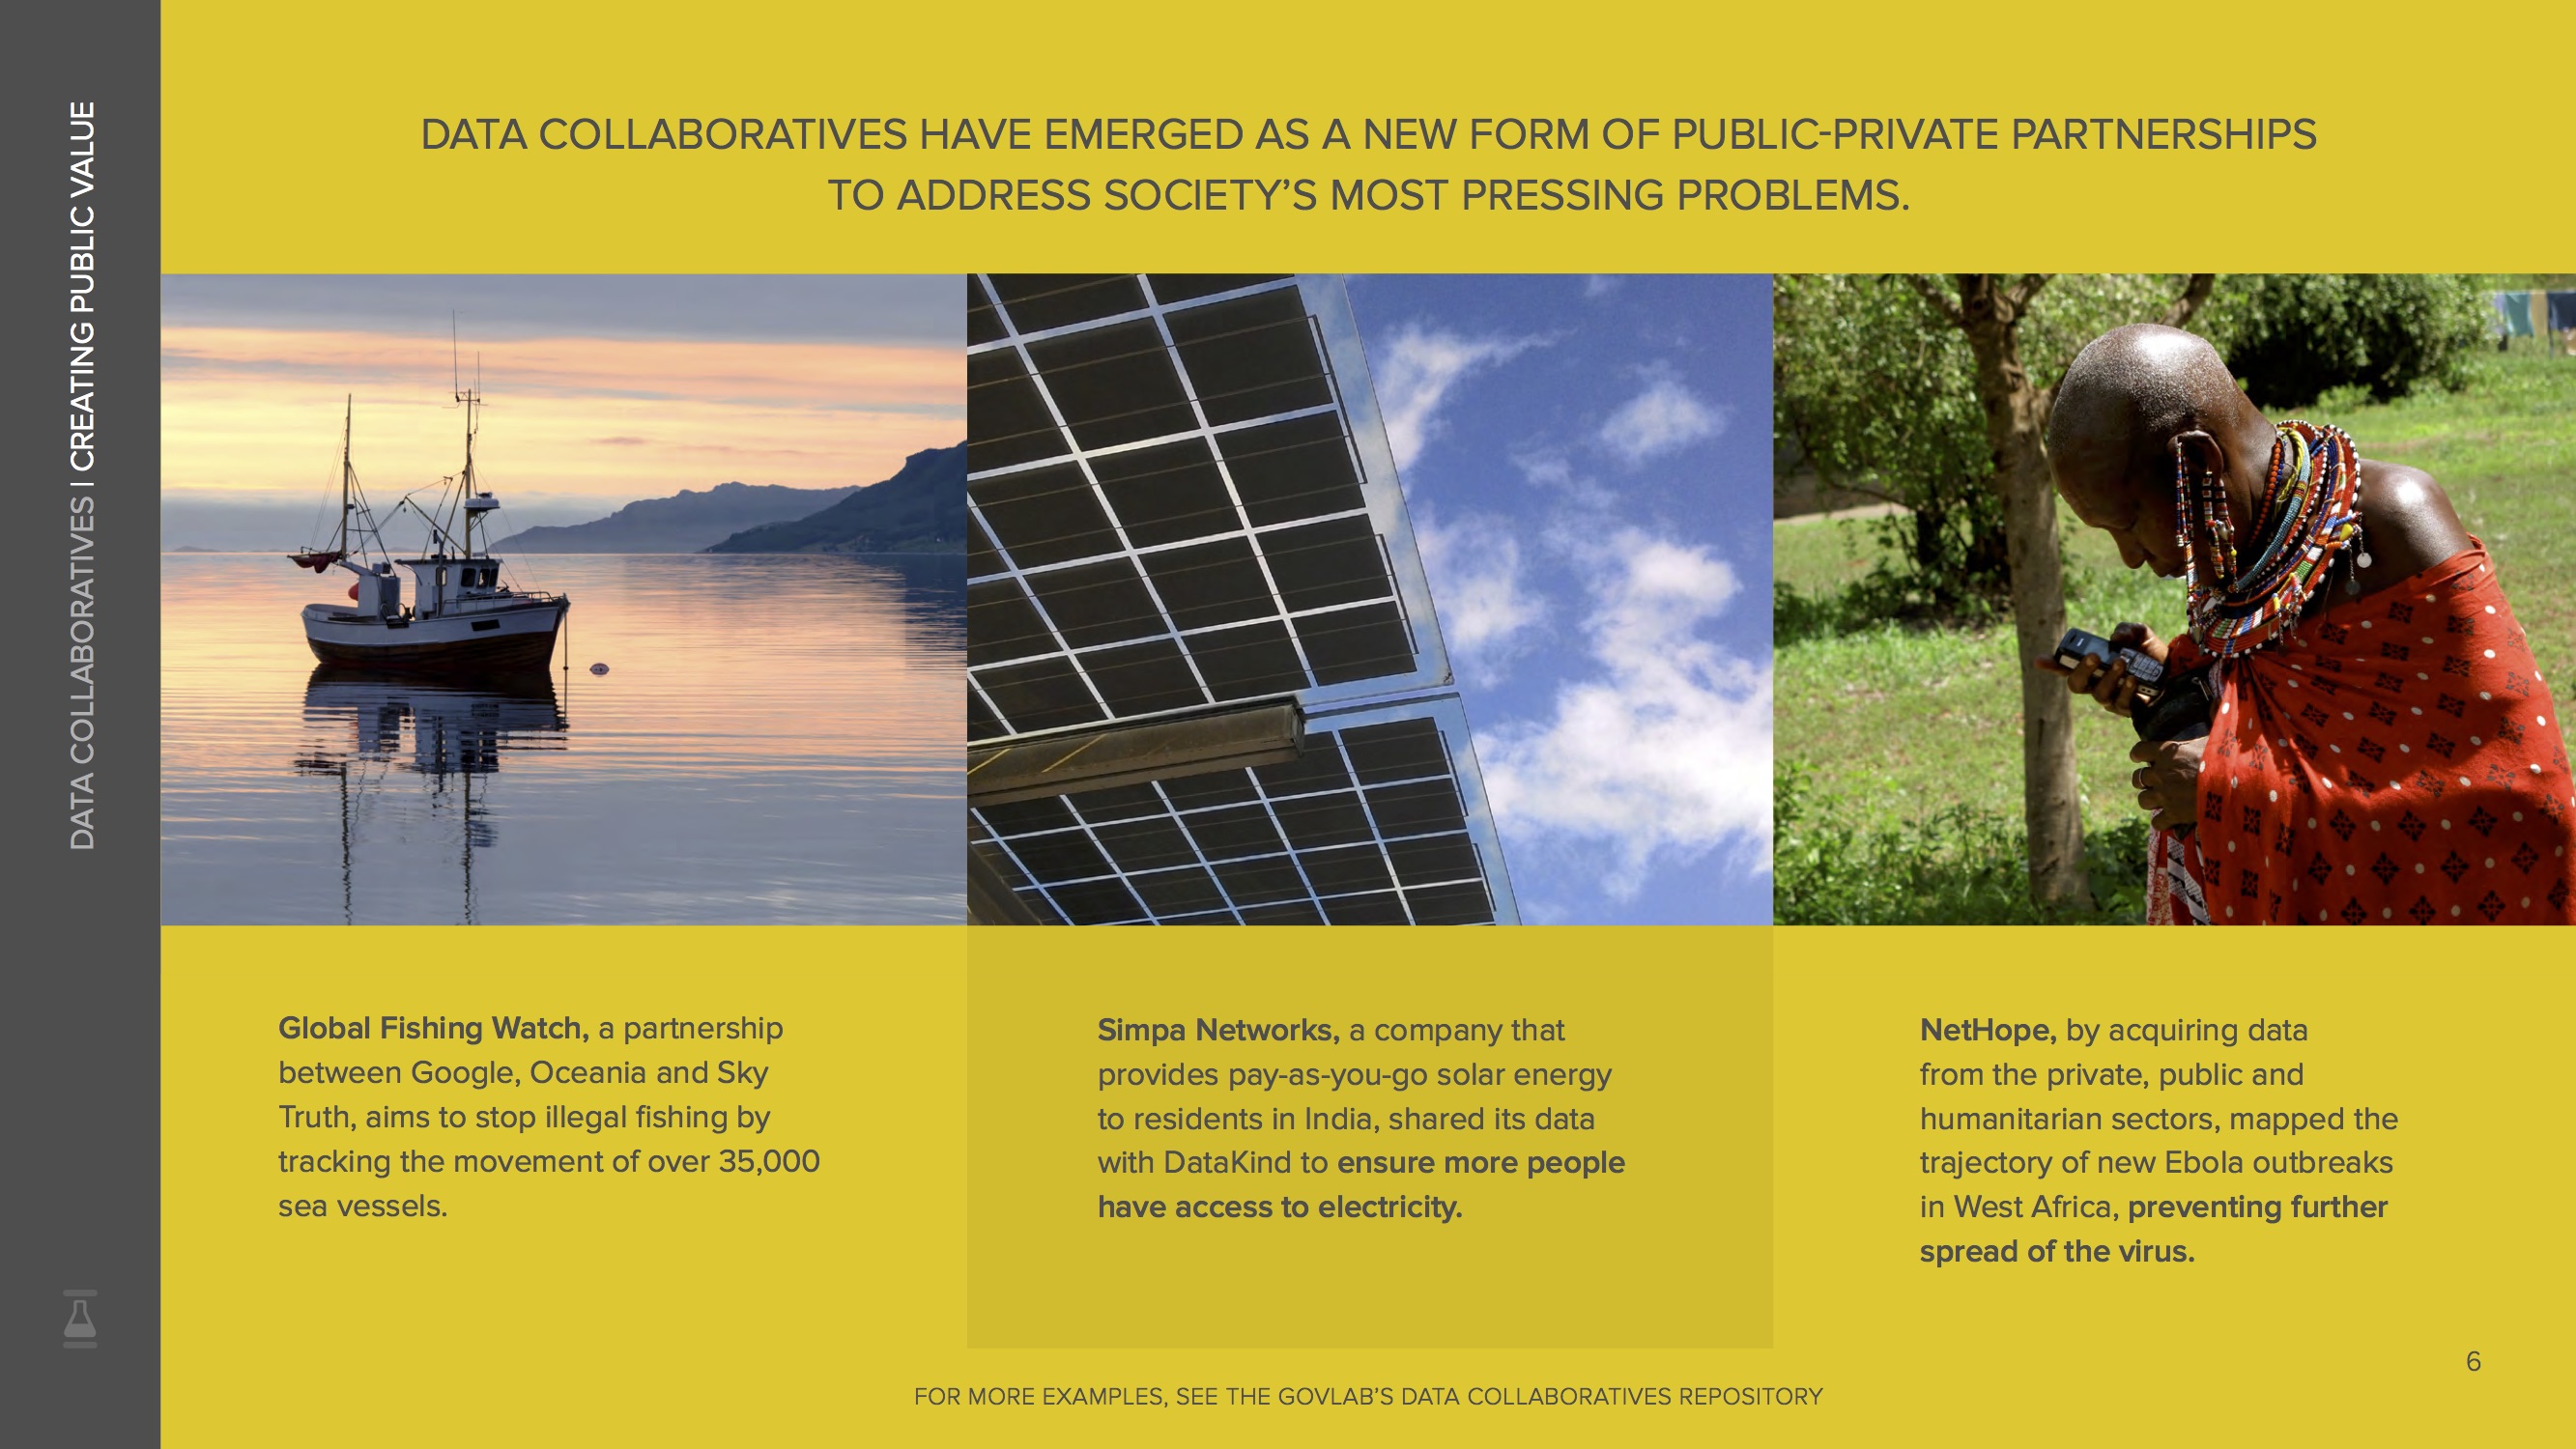 DATA COLLABORATIVES | CREATING PUBLIC VALUE
DATA COLLABORATIVES HAVE EMERGED AS A NEW FORM OF PUBLIC-PRIVATE PARTNERSHIPS
TO ADDRESS SOCIETY’S MOST PRESSING PROBLEMS.
Global Fishing Watch, a partnership
between Google, Oceania and Sky
Truth, aims to stop illegal fishing by
tracking the movement of over 35,000
sea vessels.
Simpa Networks, a company that
provides pay-as-you-go solar energy
to residents in India, shared its data
with DataKind to ensure more people
have access to electricity.
NetHope, by acquiring data
from the private, public and
humanitarian sectors, mapped the
trajectory of new Ebola outbreaks
in West Africa, preventing further
spread of the virus.
6
FOR MORE EXAMPLES, SEE THE GOVLAB’S DATA COLLABORATIVES REPOSITORY